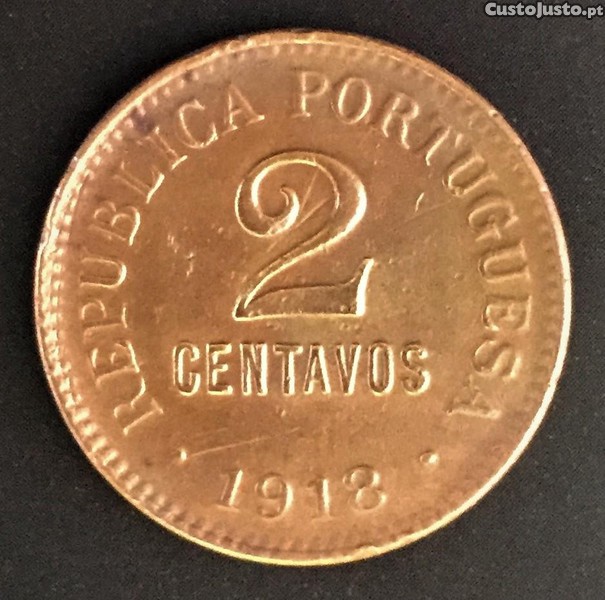 CustoJusto.pt
REPUBLICA PORTUGUESA
2
CENTAVOS
· 1918 ·